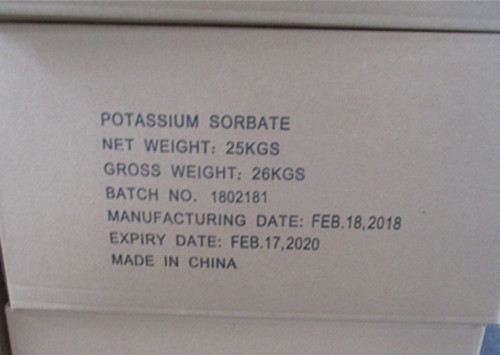 POTASSIUM SORBATE
NET WEIGHT: 25KGS
GROSS WEIGHT: 26KGS
BATCH NO. 1802181
MANUFACTURING DATE: FEB.18,2018
EXPIRY DATE: FEB.17,2020
MADE IN CHINA